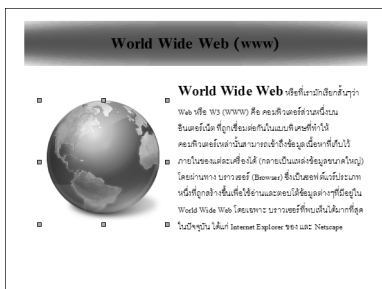 World Wide Web (www)
World Wide Web หรือที่เรามักเรียกสั้นๆว่า
Web หรือ W3 (WWW) คือ คอมพิวเตอร์ส่วนหนึ่งบน
อินเตอร์เน็ต ที่ถูกเชื่อมต่อกันในแบบพิเศษที่ทำให้
คอมพิวเตอร์เหล่านั้นสามารถเข้าถึงข้อมูลเนื้อหาที่เก็บไว้
ภายในของแต่ละเครื่องได้ (กลายเป็นแหล่งข้อมูลขนาดใหญ่)
โดยผ่านทาง บราวเซอร์ (Browser) ซึ่งเป็นซอฟต์แวร์ประเภท
หนึ่งที่ถูกสร้างขึ้นเพื่อใช้อ่านและตอบโต้ข้อมูลต่างๆที่มีอยู่ใน
World Wide Web โดยเฉพาะ บราวเซอร์ที่พบเห็นได้มากที่สุด
ในปัจจุบัน ได้แก่ Internet Explorer ของ และ Netscape